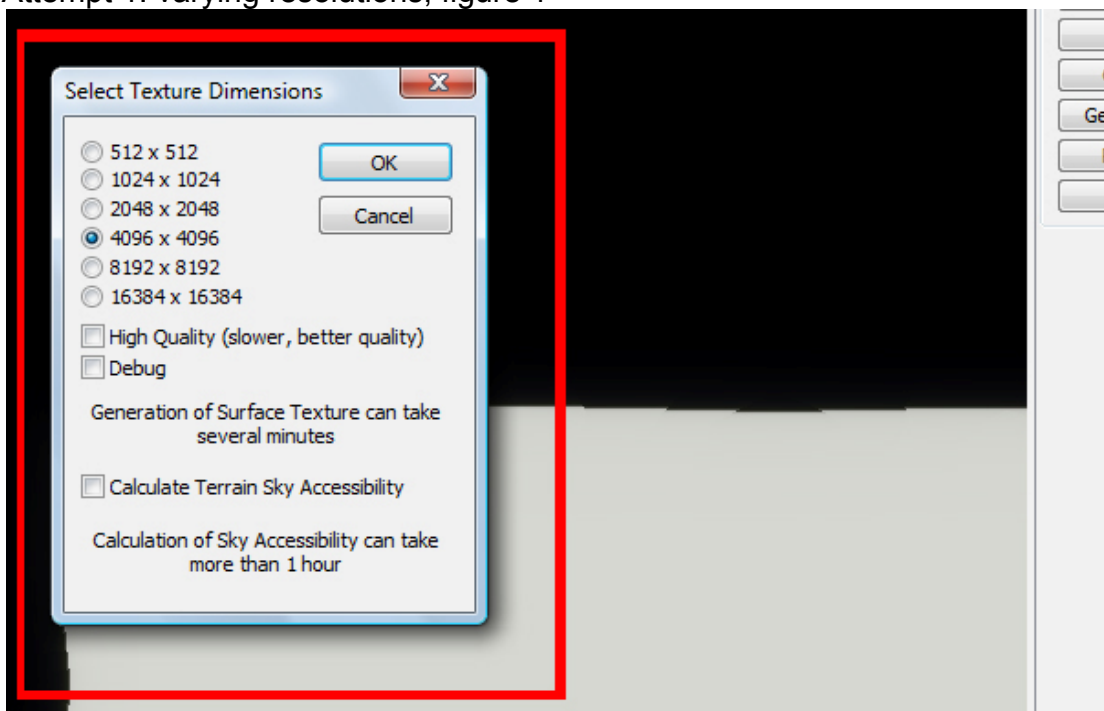 Attempt 1: varying resolutions, figure 1
Select Texture Dimensions
512 x 512
OK
1024 x 1024
2048 x 2048
Cancel
4096 x 4096
8192 x 8192
16384 x 16384
High Quality (slower, better quality)
Debug
Generation of Surface Texture can take
several minutes
Calculate Terrain Sky Accessibility
Calculation of Sky Accessibility can take
more than 1 hour
Ge